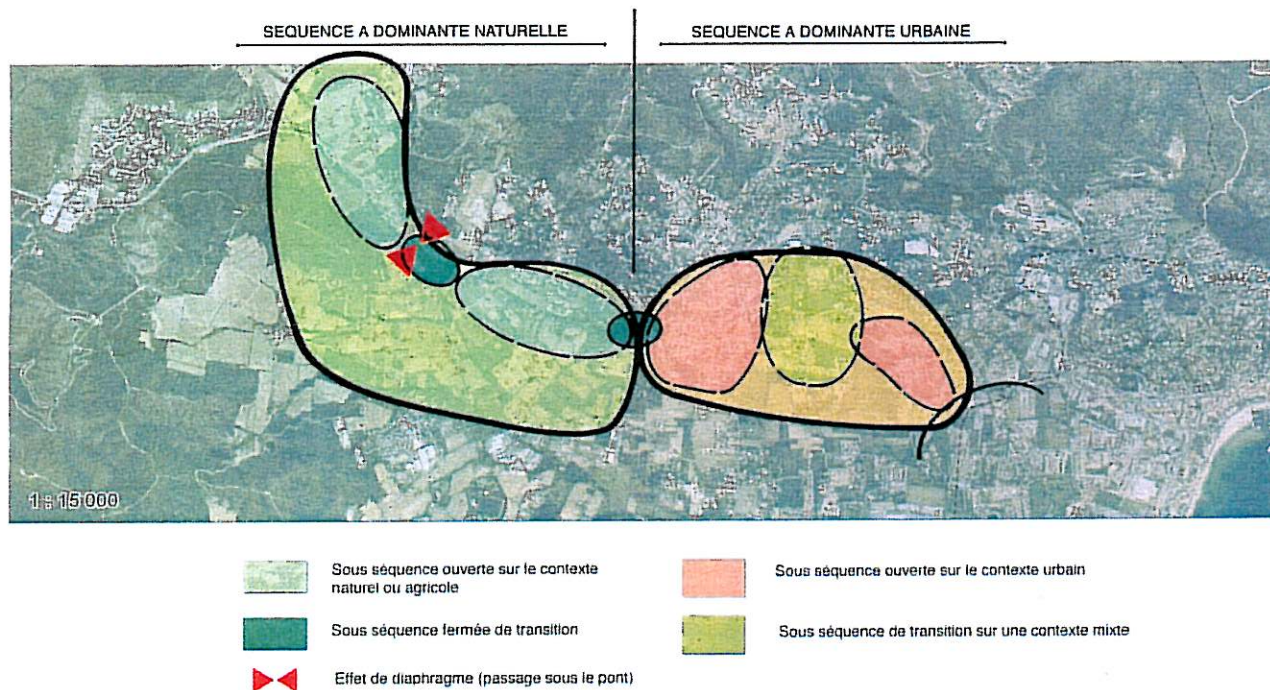 SEQUENCE A DOMINANTE NATURELLE
SEQUENCE A DOMINANTE URBAINE
1 : 15 000
Sous séquence ouverte sur le contexte
naturel ou agricole
Sous séquence fermée de transition
Effet de diaphragme (passage sous le pont)
Sous séquence ouverte sur le contexte urbain
Sous séquence de transition sur une contexte mixte